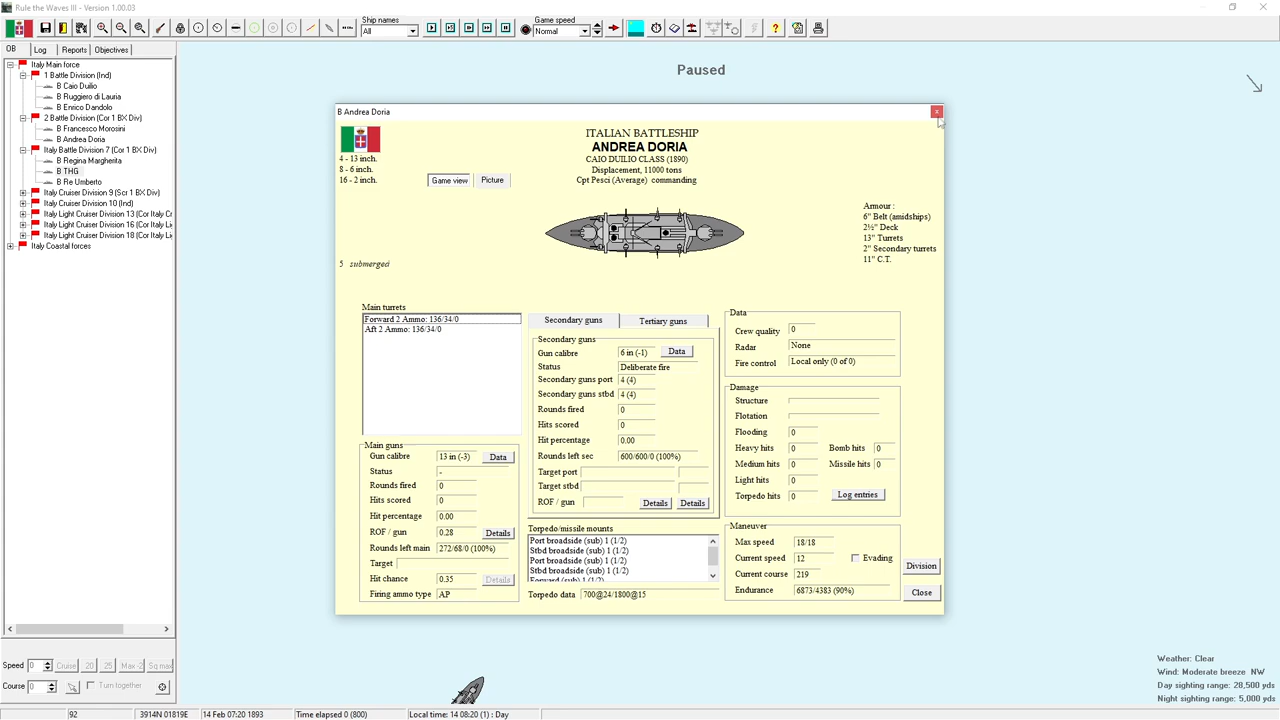 Rule the Waves III - Version 1.00.03
Ship names
All
Game speed
Normal
OB
Log
Reports
Objectives
Italy Main force
1 Battle Division (Ind)
B Caio Duilio
B Ruggiero di Lauria
B Enrico Dandolo
2 Battle Division (Cor 1 BX Div)
B Francesco Morosini
B Andrea Doria
Italy Battle Division 7 (Cor 1 BX Div)
B Regina Margherita
B THG
B Re Umberto
Italy Cruiser Division 9 (Scr 1 BX Div)
Italy Cruiser Division 10 (Ind)
Italy Light Cruiser Division 13 (Cor Italy Cr
Italy Light Cruiser Division 16 (Cor Italy Lig
Italy Light Cruiser Division 18 (Cor Italy Lig
Italy Coastal forces
Speed 0 Cruise 20 25 Max -2 Sq max
Course 0 Turn together
Paused
B Andrea Doria
4 - 13 inch.
8 - 6 inch.
16 - 2 inch.
Game view
Picture
ITALIAN BATTLESHIP
ANDREA DORIA
CAIO DUILIO CLASS (1890)
Displacement, 11000 tons
Cpt Pesci (Average) commanding
Armour :
6" Belt (amidships)
2½" Deck
13" Turrets
2" Secondary turrets
11" C.T.
5 submerged
Main turrets
Forward 2 Ammo: 136/34/0
Aft 2 Ammo: 136/34/0
Main guns
Gun calibre 13 in (-3) Data
Status -
Rounds fired 0
Hits scored 0
Hit percentage 0.00
ROF / gun 0.28 Details
Rounds left main 272/68/0 (100%)
Target
Hit chance 0.35 Details
Firing ammo type AP
Secondary guns
Tertiary guns
Secondary guns
Gun calibre 6 in (-1) Data
Status Deliberate fire
Secondary guns port 4 (4)
Secondary guns stbd 4 (4)
Rounds fired 0
Hits scored 0
Hit percentage 0.00
Rounds left sec 600/600/0 (100%)
Target port
Target stbd
ROF / gun Details Details
Torpedo/missile mounts
Port broadside (sub) 1 (1/2)
Stbd broadside (sub) 1 (1/2)
Port broadside (sub) 1 (1/2)
Stbd broadside (sub) 1 (1/2)
Forward (sub) 1 (1/2)
Torpedo data 700@24/1800@15
Data
Crew quality 0
Radar None
Fire control Local only (0 of 0)
Damage
Structure
Flotation
Flooding 0
Heavy hits 0 Bomb hits 0
Medium hits 0 Missile hits 0
Light hits 0
Torpedo hits 0 Log entries
Maneuver
Max speed 18/18
Current speed 12 Evading
Current course 219
Endurance 6873/4383 (90%)
Division
Close
Weather: Clear
Wind: Moderate breeze NW
Day sighting range: 28,500 yds
Night sighting range: 5,000 yds
92
3914N 01819E
14 Feb 07:20 1893
Time elapsed 0 (800)
Local time: 14 08:20 (1) : Day